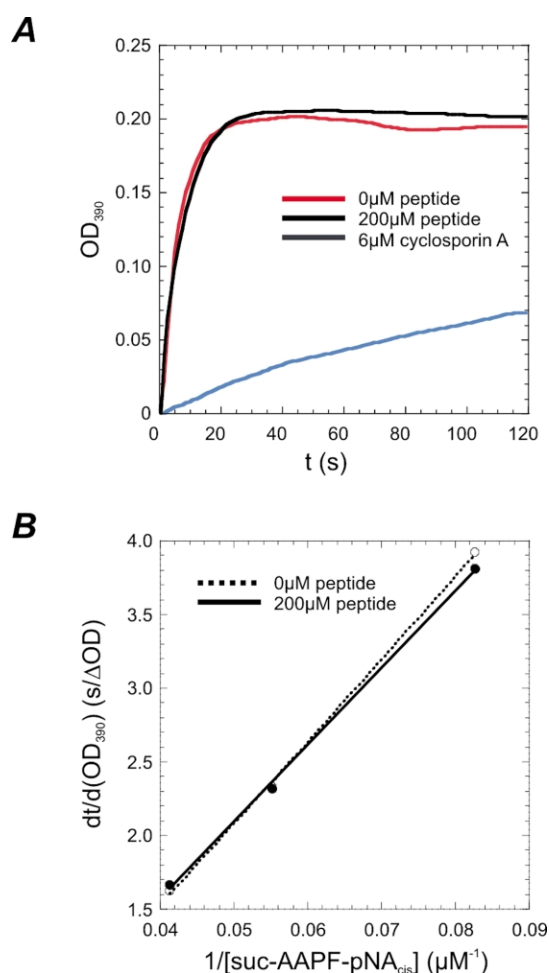 A
0.25
0.20
0.15
0.10
0.05
0
OD390
0µM peptide
200µM peptide
6µM cyclosporin A
0 20 40 60 80 100 120
t (s)
B
4.0
3.5
3.0
2.5
2.0
1.5
dt/d(OD390) (s/ΔOD)
0µM peptide
200µM peptide
0.04 0.05 0.06 0.07 0.08 0.09
1/[suc-AAPF-pNAcis] (µM-1)